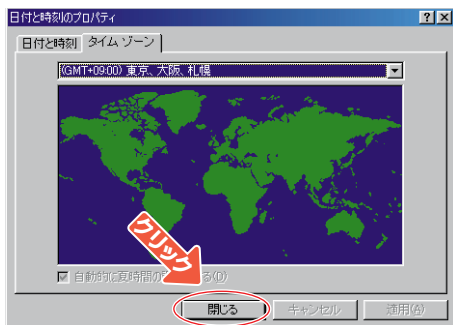 日付と時刻のプロパティ
日付と時刻 タイム ゾーン
(GMT+09:00) 東京、大阪、札幌
クリック
自動的に夏時間の る(D)
閉じる キャンセル 適用(A)